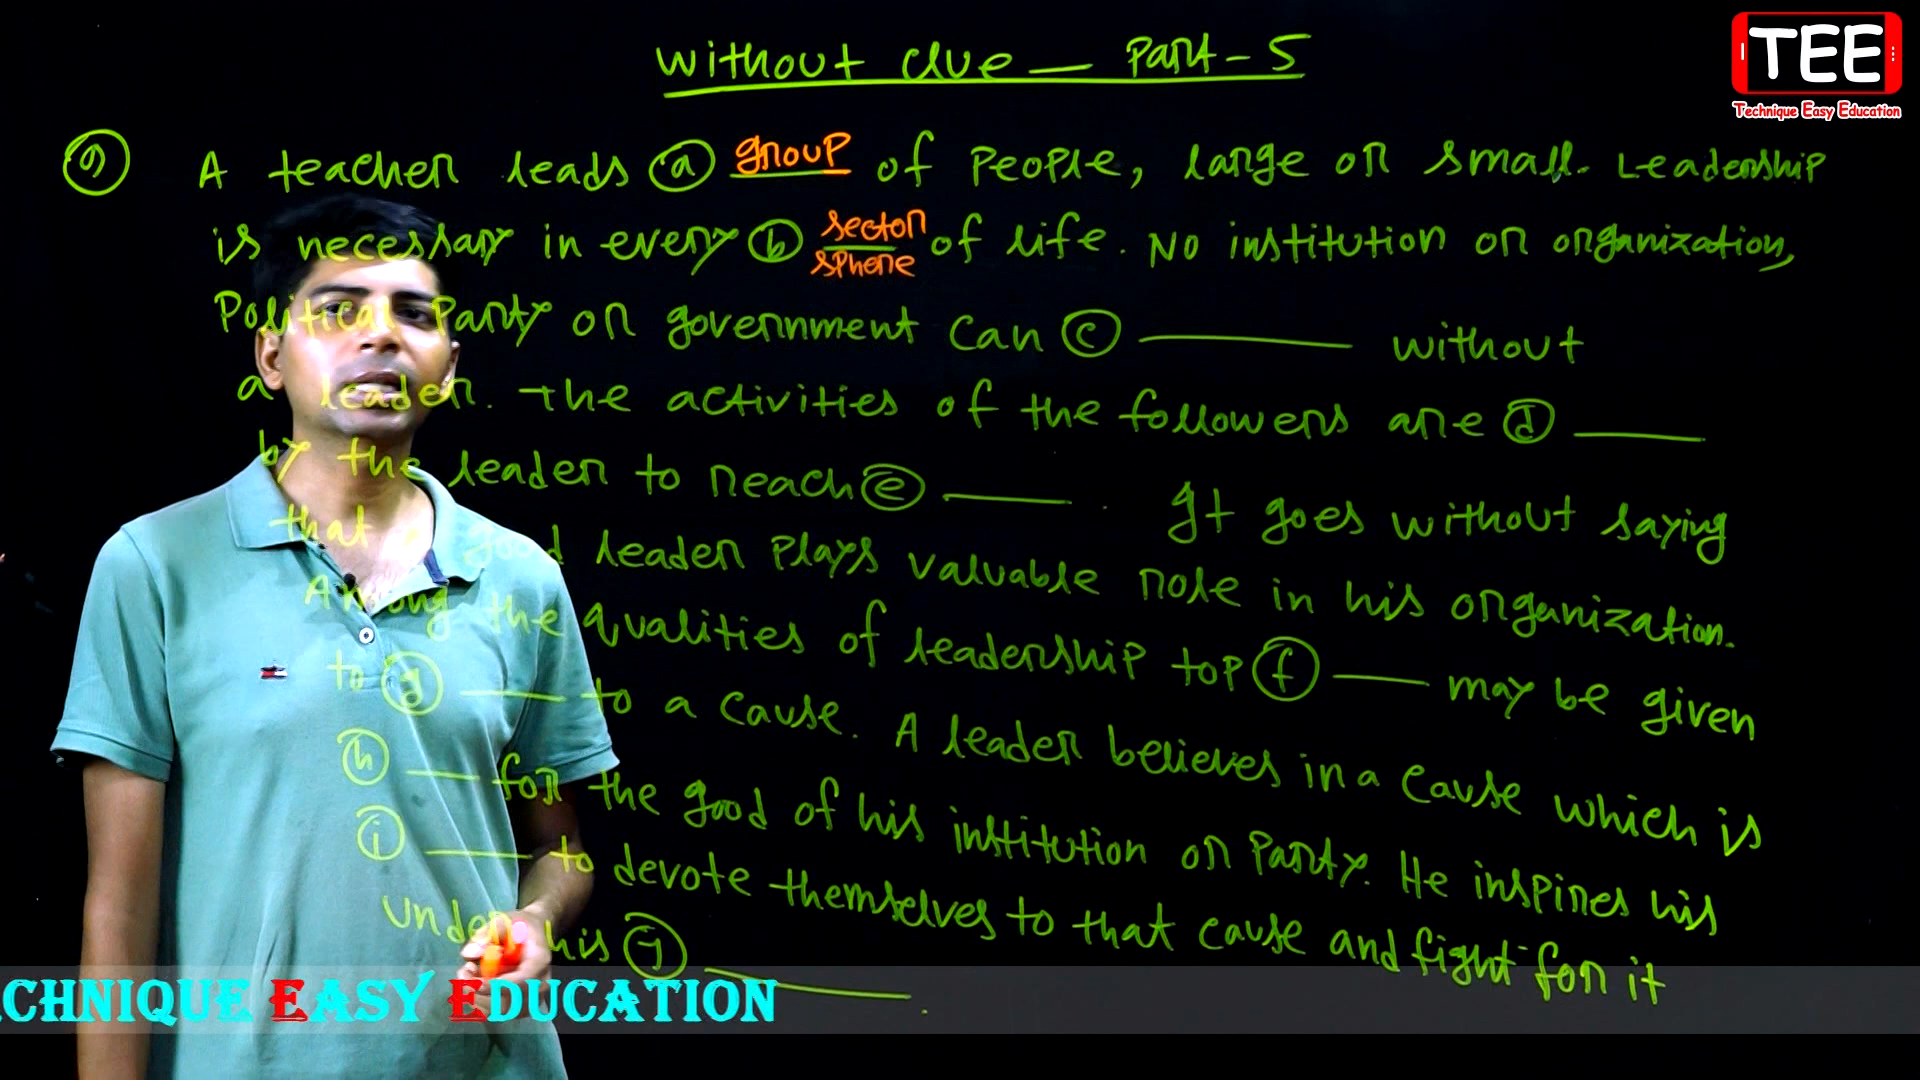 Without clue — Part-5
TEE
Technique Easy Education
A teacher leads (a) group of people, large or small. Leadership
is necessary in every (b) sector of life. No institution or organization,
sphere
Political Party or government can (c) ______ without
a leader. The activities of the followers are (d) ______
by the leader to reach (e) ______. It goes without saying
that a good leader plays valuable role in his organization.
Among the qualities of leadership top (f) ______ may be given
to (g) ______ to a cause. A leader believes in a cause which is
(h) ______ for the good of his institution or Party. He inspires his
(i) ______ to devote themselves to that cause and fight for it
under his (j) ______.
CHNIQUE EASY EDUCATION